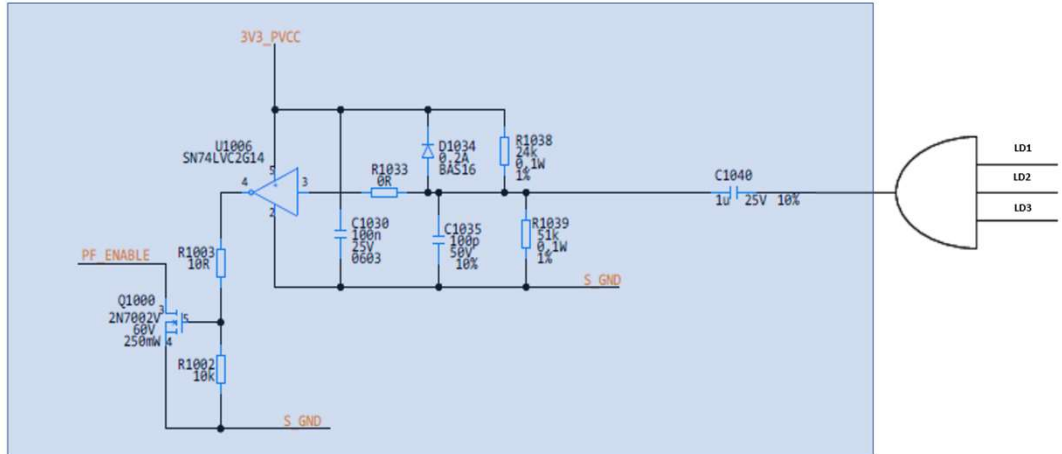 3V3_PVCC
U1006
SN74LVC2G14
5
4
3
2
R1033
0R
D1034
0.2A
BAS16
R1038
24k
0.1W
1%
C1040
1u 25V 10%
LD1
LD2
LD3
C1030
100n
25V
0603
C1035
100p
50V
10%
R1039
51k
0.1W
1%
S_GND
R1003
10R
PF_ENABLE
Q1000
2N7002V
60V
250mW
3
5
4
R1002
10k
S_GND